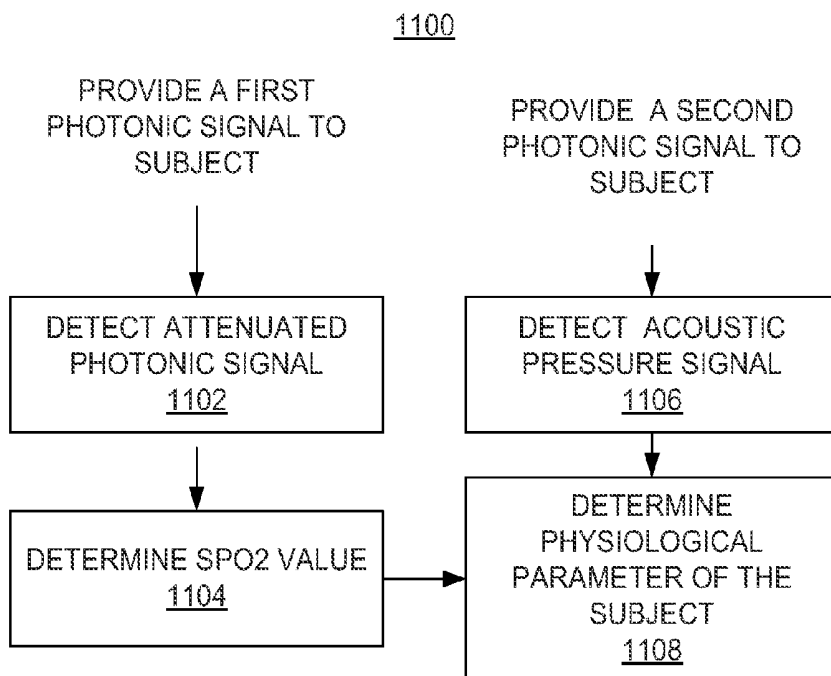 1100
PROVIDE A FIRST
PHOTONIC SIGNAL TO
SUBJECT
PROVIDE A SECOND
PHOTONIC SIGNAL TO
SUBJECT
DETECT ATTENUATED
PHOTONIC SIGNAL
1102
DETECT ACOUSTIC
PRESSURE SIGNAL
1106
DETERMINE SPO2 VALUE
1104
DETERMINE
PHYSIOLOGICAL
PARAMETER OF THE
SUBJECT
1108